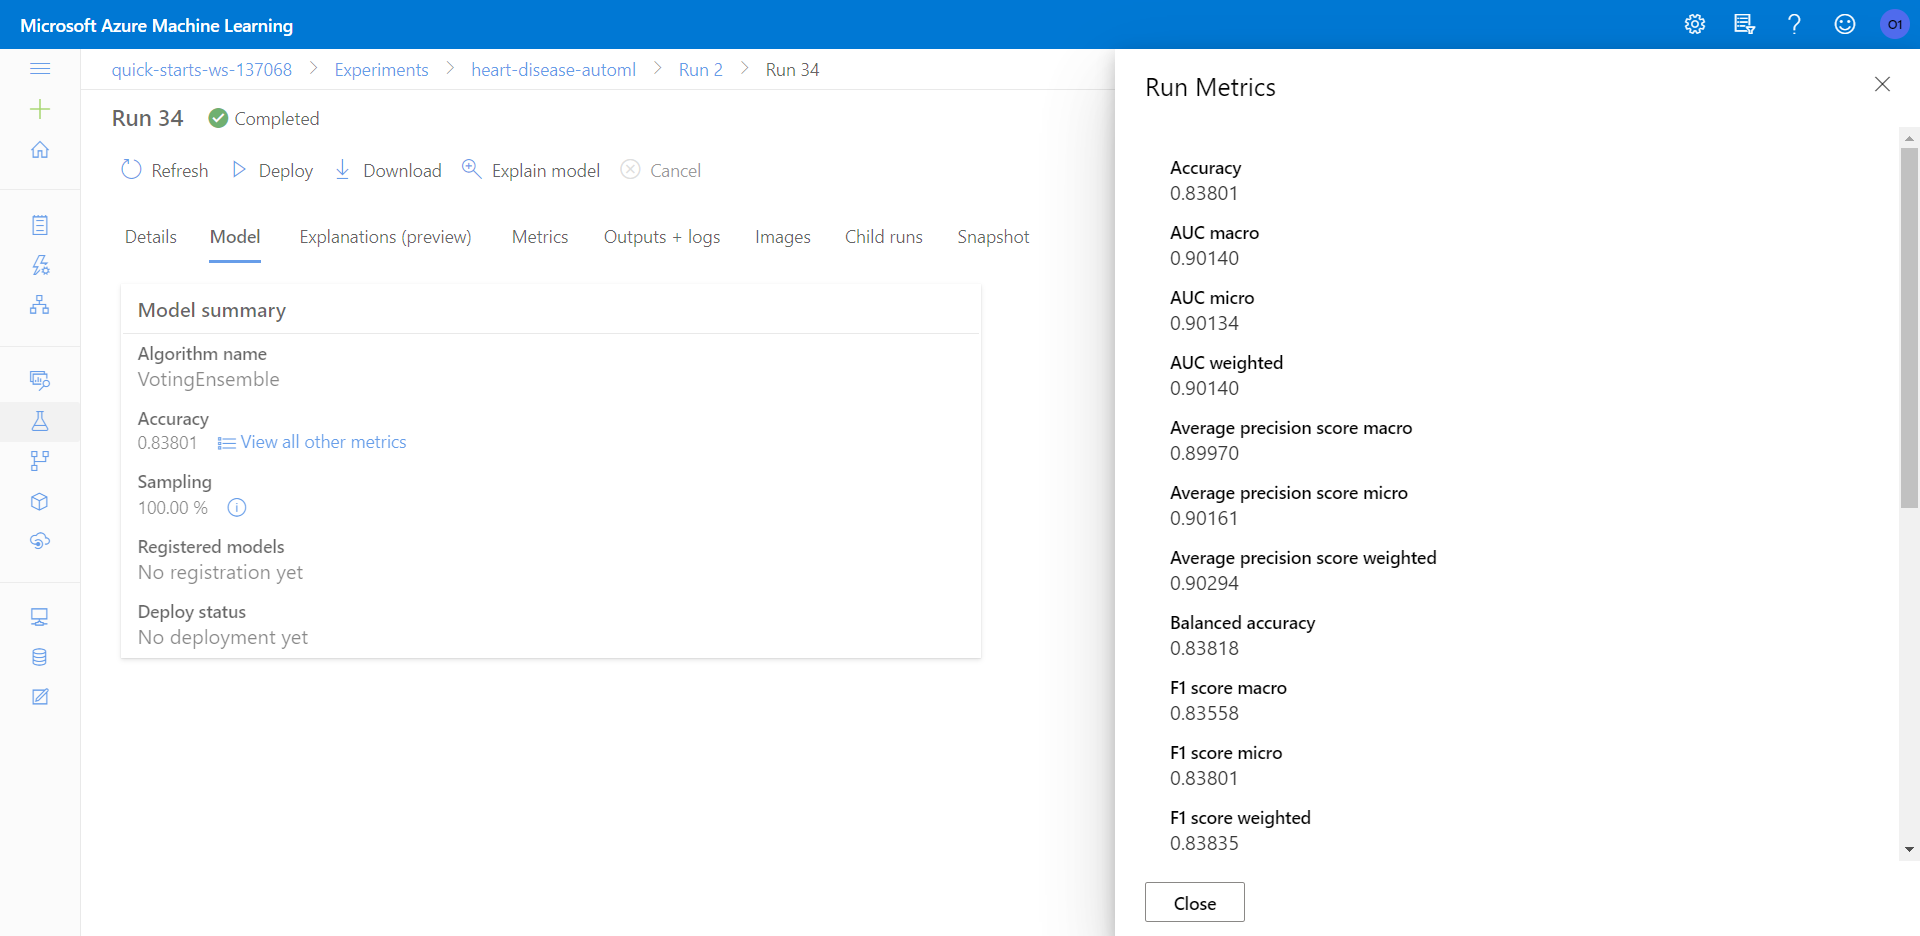 Microsoft Azure Machine Learning
O1
quick-starts-ws-137068 > Experiments > heart-disease-automl > Run 2 > Run 34
Run 34 Completed
Refresh Deploy Download Explain model Cancel
Details Model Explanations (preview) Metrics Outputs + logs Images Child runs Snapshot
Model summary
Algorithm name
VotingEnsemble
Accuracy
0.83801 View all other metrics
Sampling
100.00 %
Registered models
No registration yet
Deploy status
No deployment yet
Run Metrics
Accuracy
0.83801
AUC macro
0.90140
AUC micro
0.90134
AUC weighted
0.90140
Average precision score macro
0.89970
Average precision score micro
0.90161
Average precision score weighted
0.90294
Balanced accuracy
0.83818
F1 score macro
0.83558
F1 score micro
0.83801
F1 score weighted
0.83835
Close